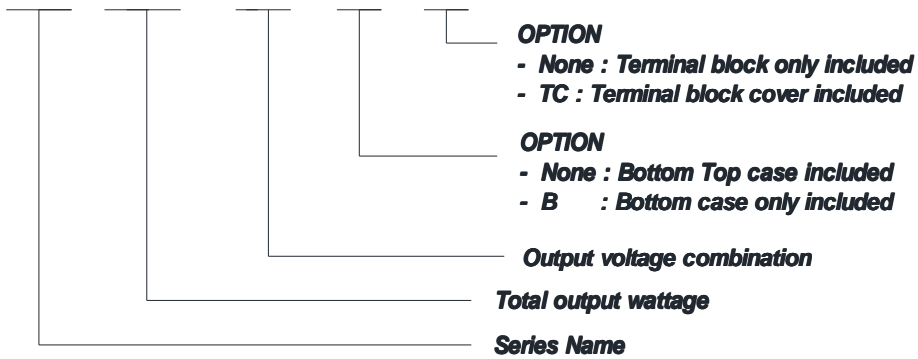 OPTION
- None : Terminal block only included
- TC : Terminal block cover included
OPTION
- None : Bottom Top case included
- B : Bottom case only included
Output voltage combination
Total output wattage
Series Name